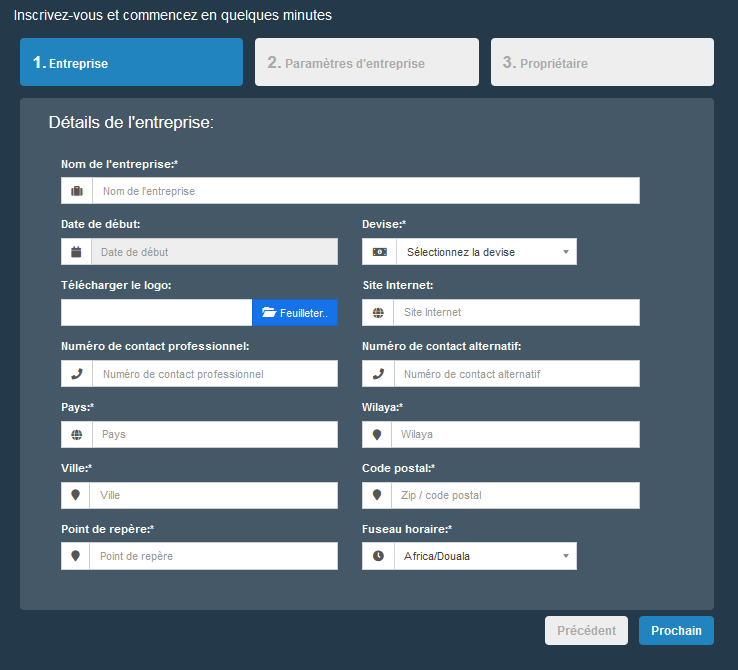 Inscrivez-vous et commencez en quelques minutes
1. Entreprise
2. Paramètres d'entreprise
3. Propriétaire
Détails de l'entreprise:
Nom de l'entreprise:*
Nom de l'entreprise
Date de début:
Devise:*
Date de début
Sélectionnez la devise
Télécharger le logo:
Site Internet:
Feuilleter..
Site Internet
Numéro de contact professionnel:
Numéro de contact alternatif:
Numéro de contact professionnel
Numéro de contact alternatif
Pays:*
Wilaya:*
Pays
Wilaya
Ville:*
Code postal:*
Ville
Zip / code postal
Point de repère:*
Fuseau horaire:*
Point de repère
Africa/Douala
Précédent
Prochain